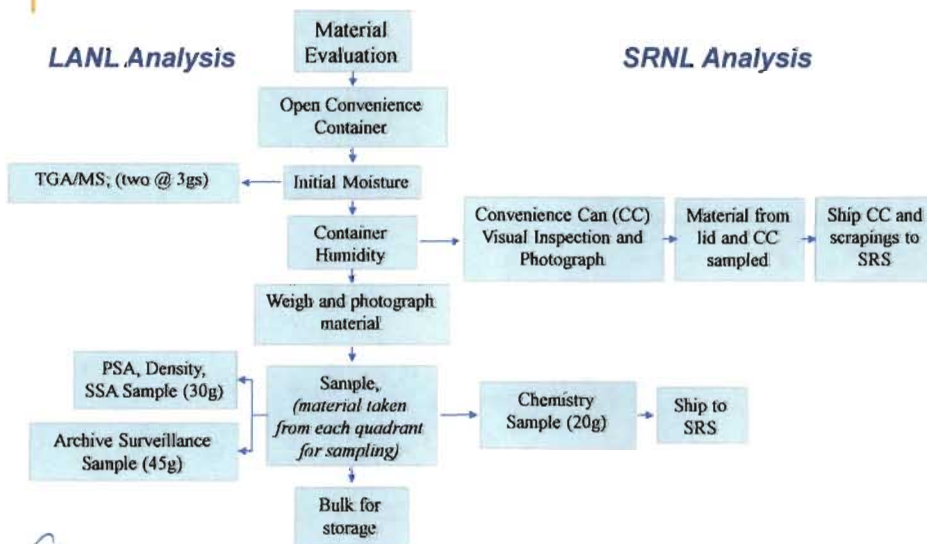 LANL Analysis
SRNL Analysis
Material
Evaluation
Open Convenience
Container
TGA/MS; (two @ 3gs)
Initial Moisture
Container
Humidity
Convenience Can (CC)
Visual Inspection and
Photograph
Material from
lid and CC
sampled
Ship CC and
scrapings to
SRS
Weigh and photograph
material
PSA, Density,
SSA Sample (30g)
Archive Surveillance
Sample (45g)
Sample,
(material taken
from each quadrant
for sampling)
Chemistry
Sample (20g)
Ship to
SRS
Bulk for
storage